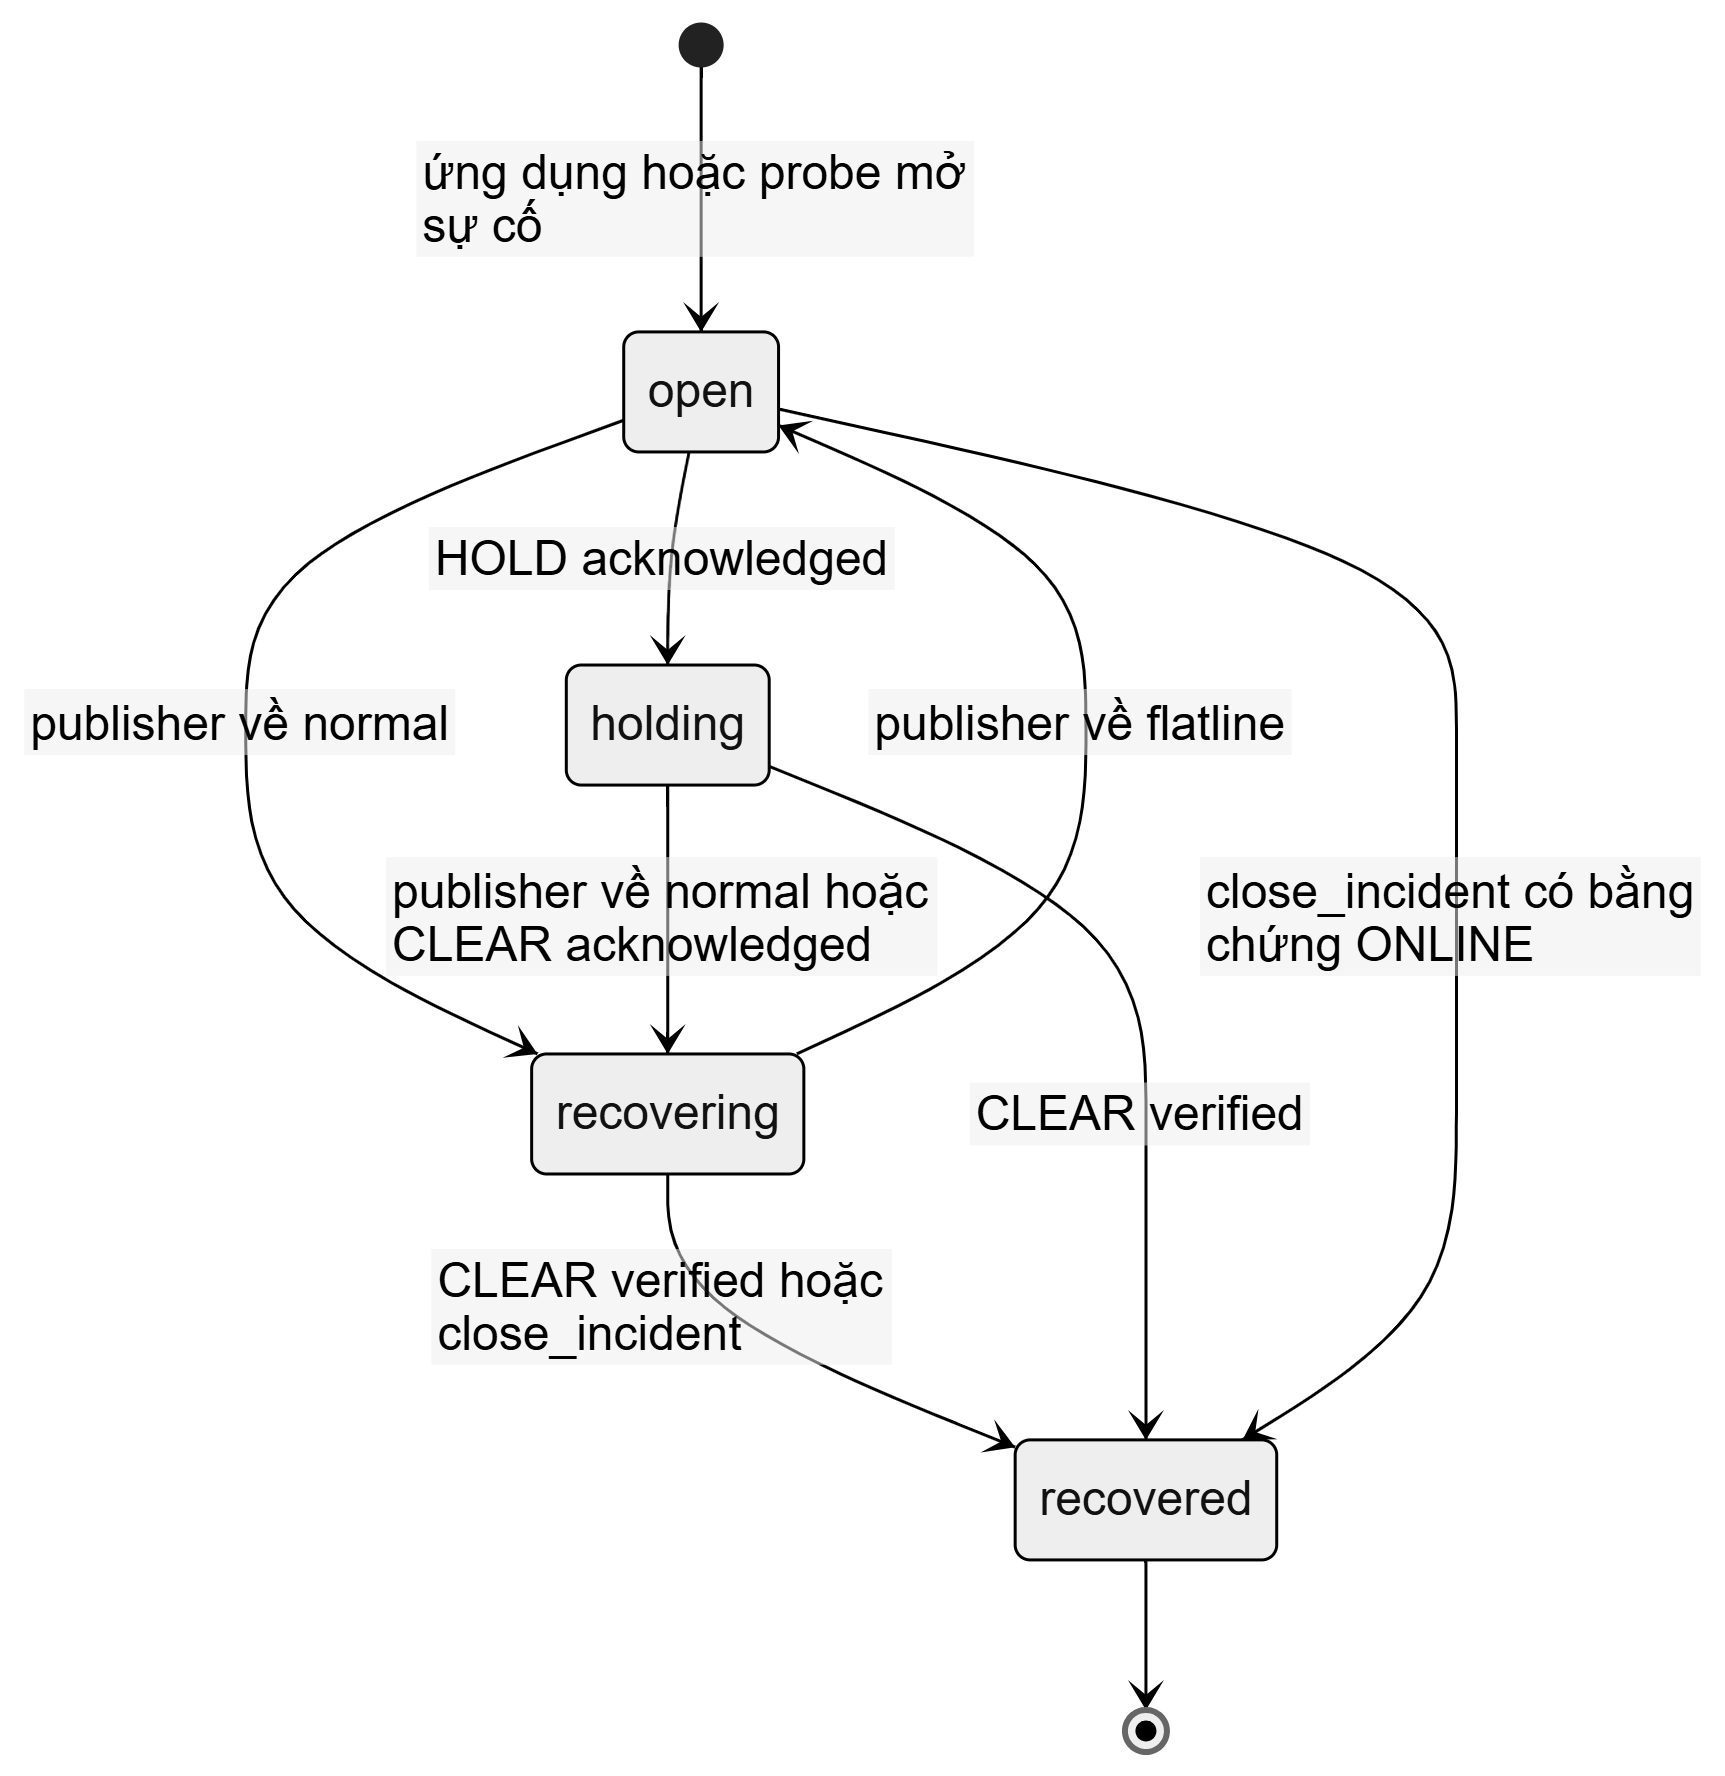 ứng dụng hoặc probe mở
sự cố
open
HOLD acknowledged
publisher về normal
holding
publisher về flatline
publisher về normal hoặc
CLEAR acknowledged
close_incident có bằng
chứng ONLINE
recovering
CLEAR verified
CLEAR verified hoặc
close_incident
recovered